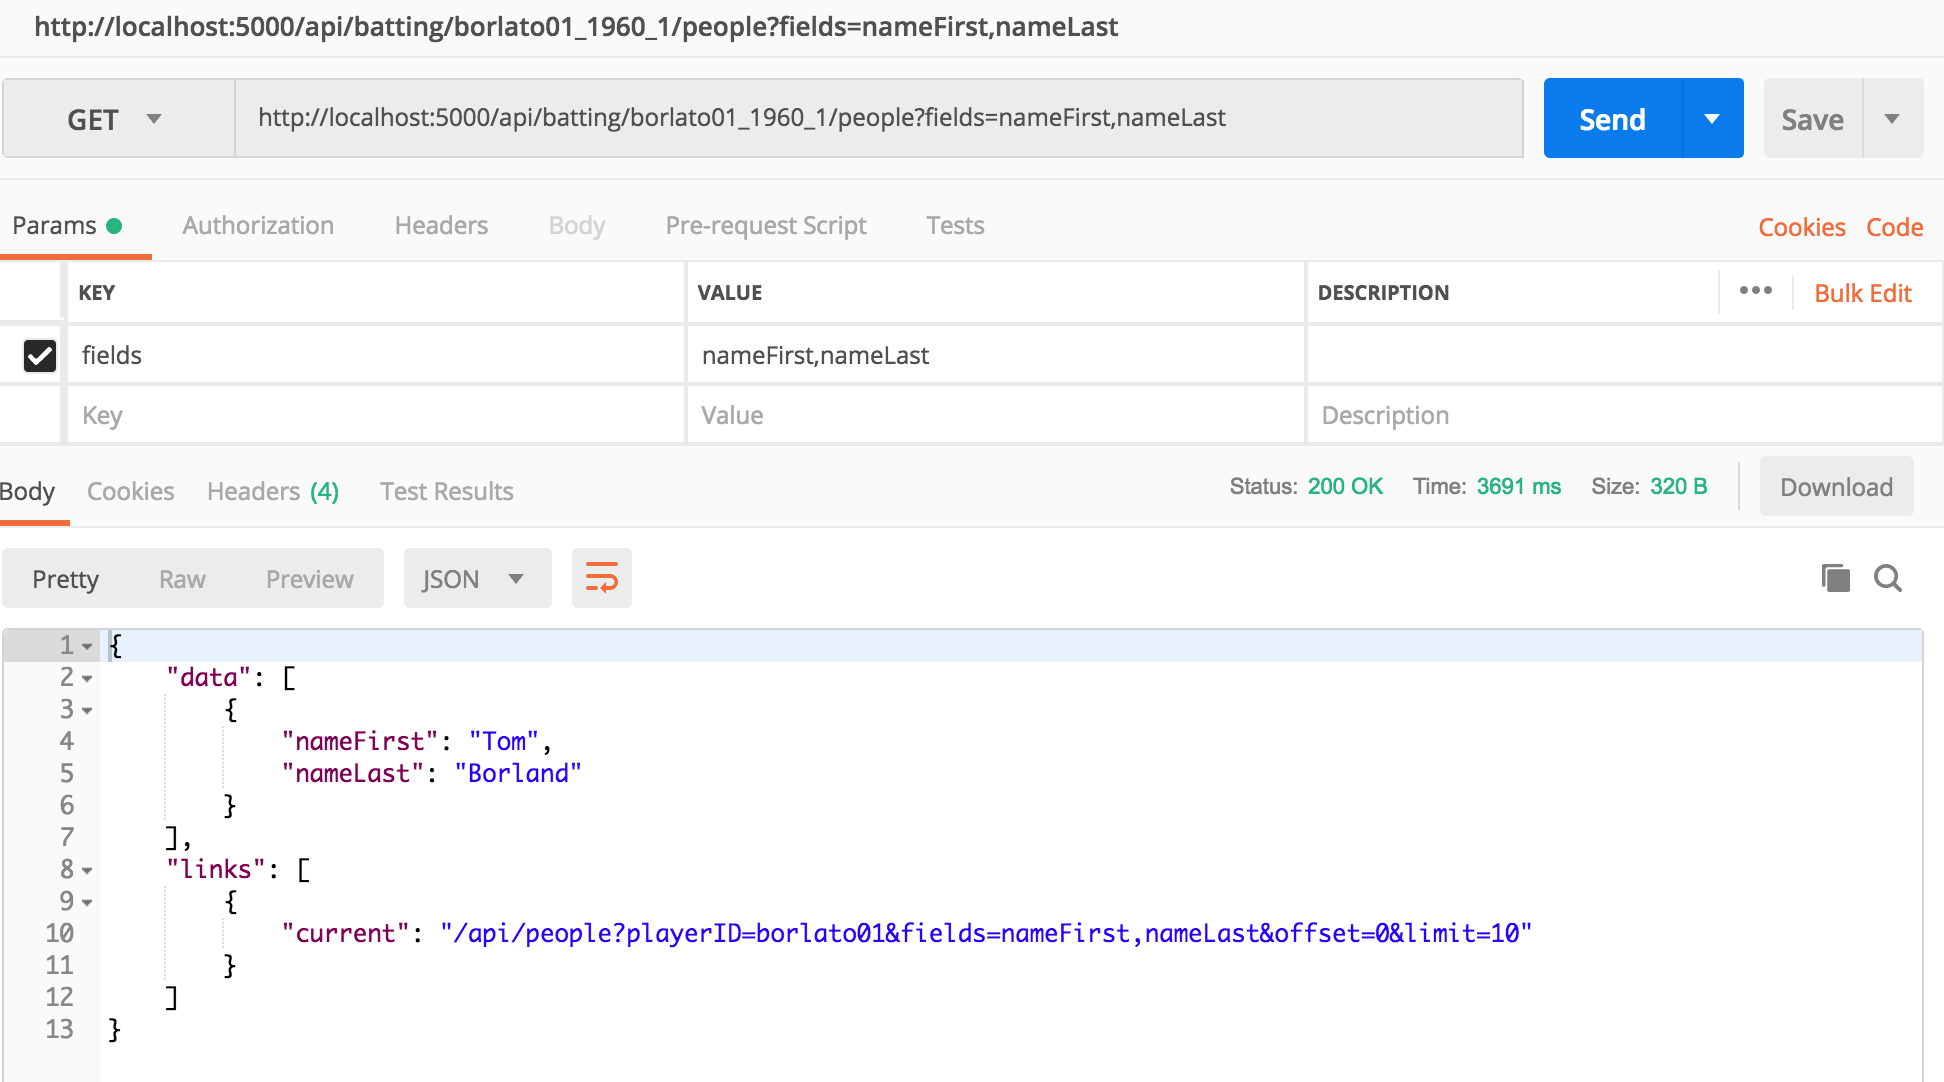 http://localhost:5000/api/batting/borlato01_1960_1/people?fields=nameFirst,nameLast
GET http://localhost:5000/api/batting/borlato01_1960_1/people?fields=nameFirst,nameLast Send Save
Params Authorization Headers Body Pre-request Script Tests Cookies Code
KEY VALUE DESCRIPTION ••• Bulk Edit
fields nameFirst,nameLast
Key Value Description
Body Cookies Headers (4) Test Results Status: 200 OK Time: 3691 ms Size: 320 B Download
Pretty Raw Preview JSON
1 {
2 "data": [
3 {
4 "nameFirst": "Tom",
5 "nameLast": "Borland"
6 }
7 ],
8 "links": [
9 {
10 "current": "/api/people?playerID=borlato01&fields=nameFirst,nameLast&offset=0&limit=10"
11 }
12 ]
13 }